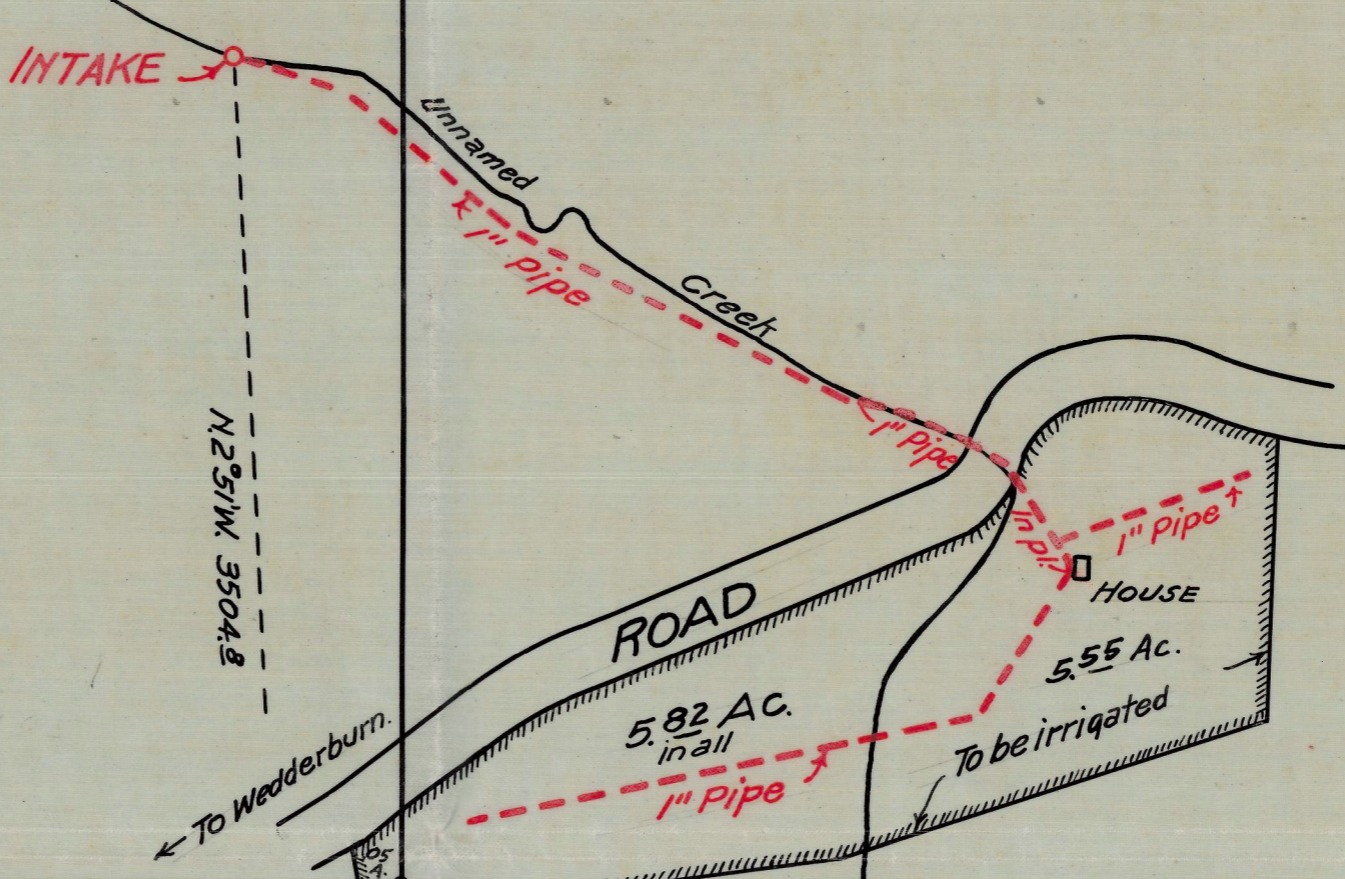 INTAKE
Unnamed
Creek
1" pipe
1" Pipe
N.2°51'W. 3504.8
1" Pipe
HOUSE
ROAD
5.55 Ac.
5.82 Ac.
in all
To be irrigated
1" Pipe
To Wedderburn.